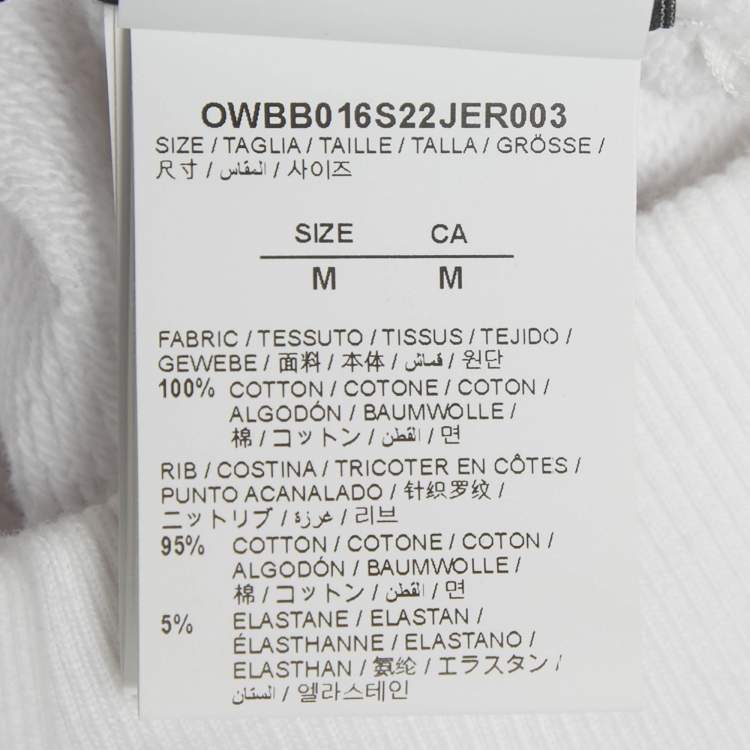 OWBB016S22JER003
SIZE / TAGLIA / TAILLE / TALLA / GRÖSSE /
尺寸 / المقاس / 사이즈
SIZE CA
M M
FABRIC / TESSUTO / TISSUS / TEJIDO /
GEWEBE / 面料 / 本体 / قماش / 원단
100% COTTON / COTONE / COTON /
ALGODÓN / BAUMWOLLE /
棉 / コットン / القطن / 면
RIB / COSTINA / TRICOTER EN CÔTES /
PUNTO ACANALADO / 针织罗纹 /
ニットリブ / غرزة / 리브
95% COTTON / COTONE / COTON /
ALGODÓN / BAUMWOLLE /
棉 / コットン / القطن / 면
5% ELASTANE / ELASTAN /
ÉLASTHANNE / ELASTANO /
ELASTHAN / 氨纶 / エラスタン /
الستان / 엘라스테인